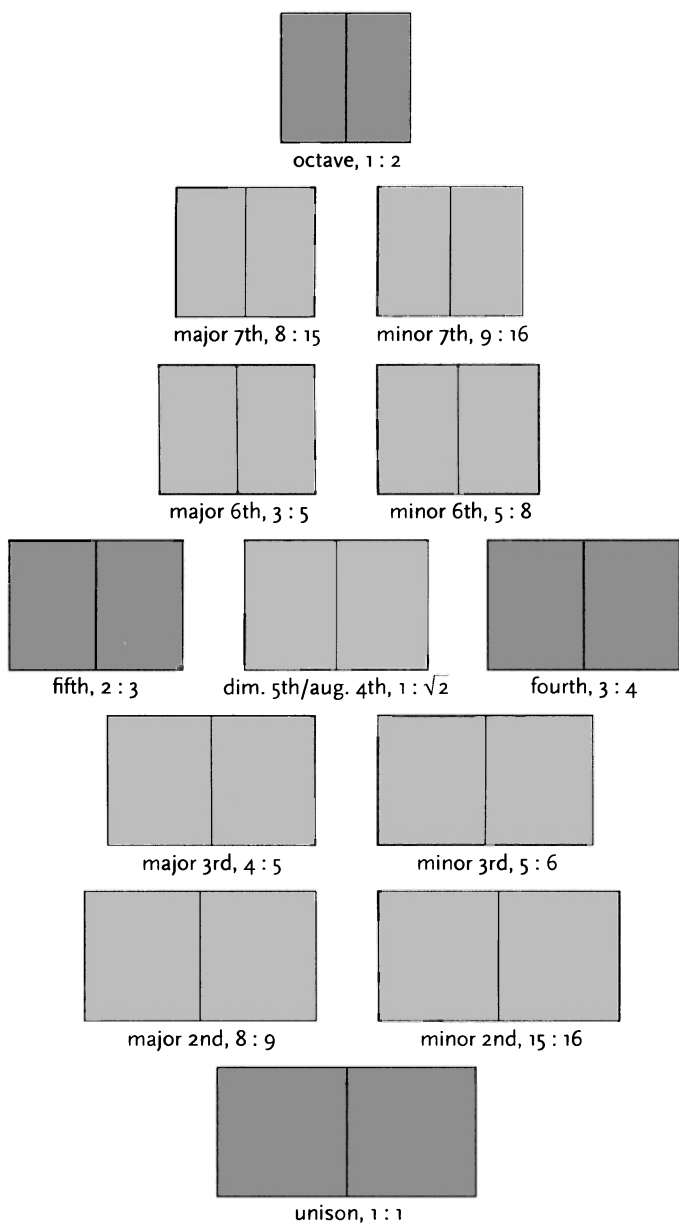 octave, 1 : 2
major 7th, 8 : 15
minor 7th, 9 : 16
major 6th, 3 : 5
minor 6th, 5 : 8
fifth, 2 : 3
dim. 5th/aug. 4th, 1 : √2
fourth, 3 : 4
major 3rd, 4 : 5
minor 3rd, 5 : 6
major 2nd, 8 : 9
minor 2nd, 15 : 16
unison, 1 : 1